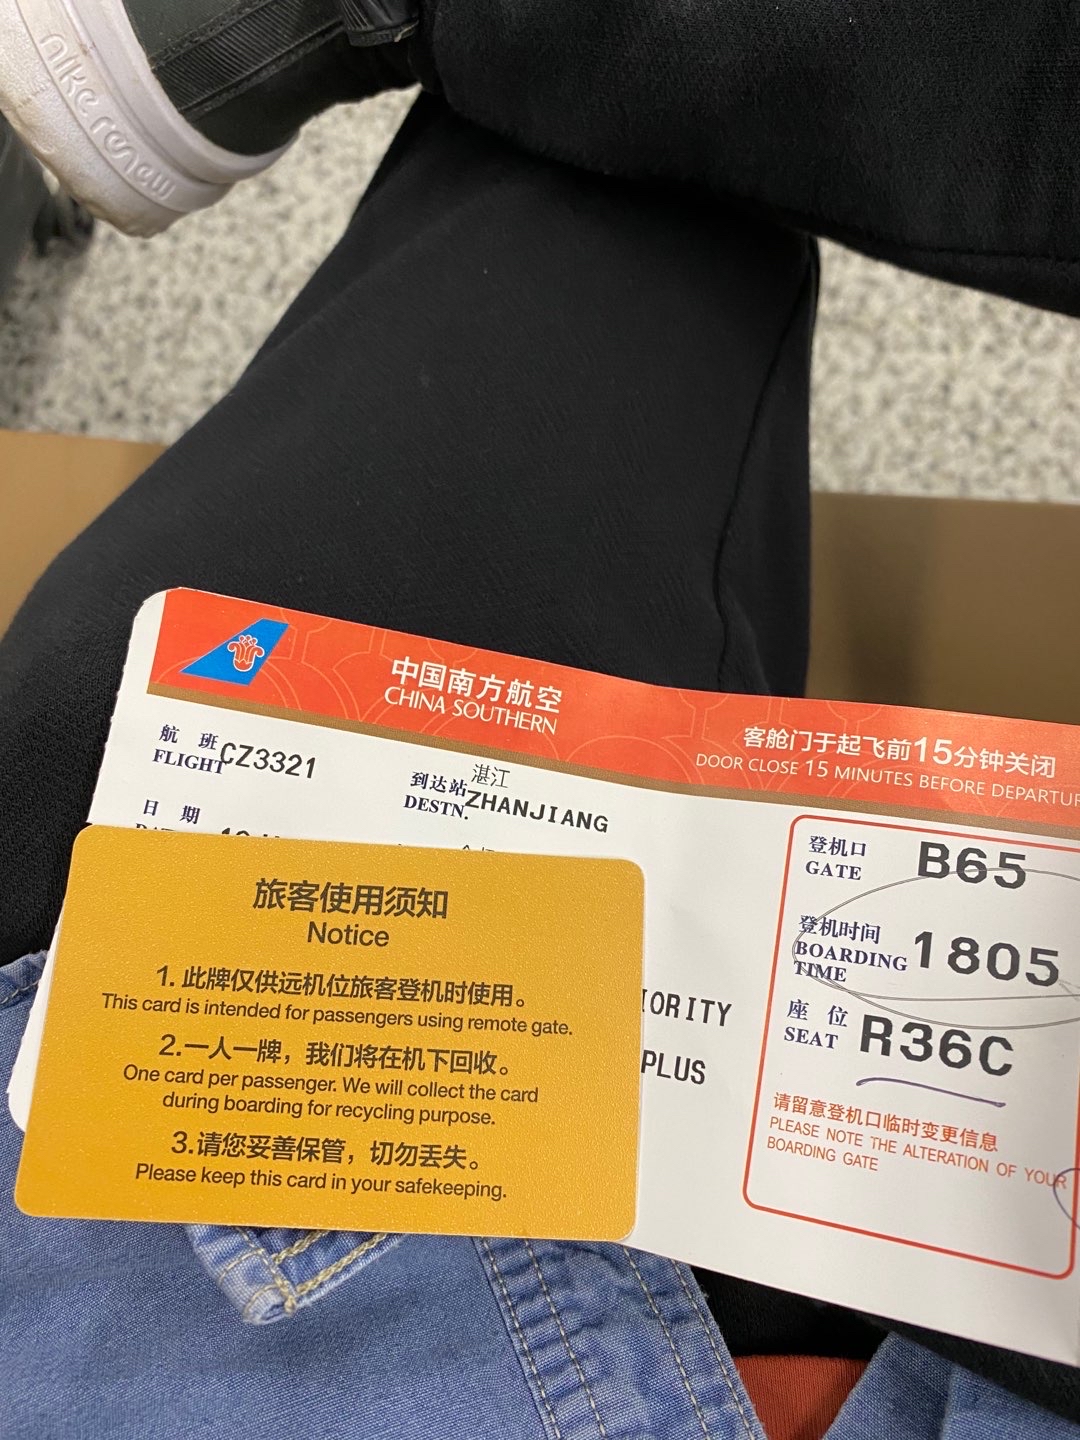 nike renew
中国南方航空
CHINA SOUTHERN
客舱门于起飞前15分钟关闭
DOOR CLOSE 15 MINUTES BEFORE
航 班
FLIGHT CZ3321
到达站 湛江
DESTN. ZHANJIANG
日 期
登机口
GATE B65
登机时间
BOARDING
TIME 1805
座 位
SEAT R36C
PLUS
请留意登机口临时变更信息
PLEASE NOTE THE ALTERATION OF YOUR
BOARDING GATE
旅客使用须知
Notice
1. 此牌仅供远机位旅客登机时使用。
This card is intended for passengers using remote gate.
2.一人一牌，我们将在机下回收。
One card per passenger. We will collect the card
during boarding for recycling purpose.
3.请您妥善保管，切勿丢失。
Please keep this card in your safekeeping.